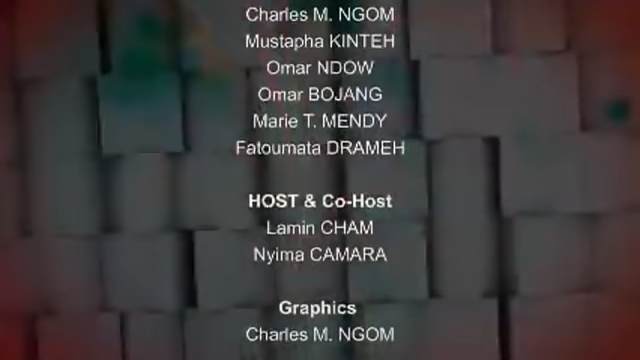 Charles M. NGOM
Mustapha KINTEH
Omar NDOW
Omar BOJANG
Marie T. MENDY
Fatoumata DRAMEH
HOST & Co-Host
Lamin CHAM
Nyima CAMARA
Graphics
Charles M. NGOM